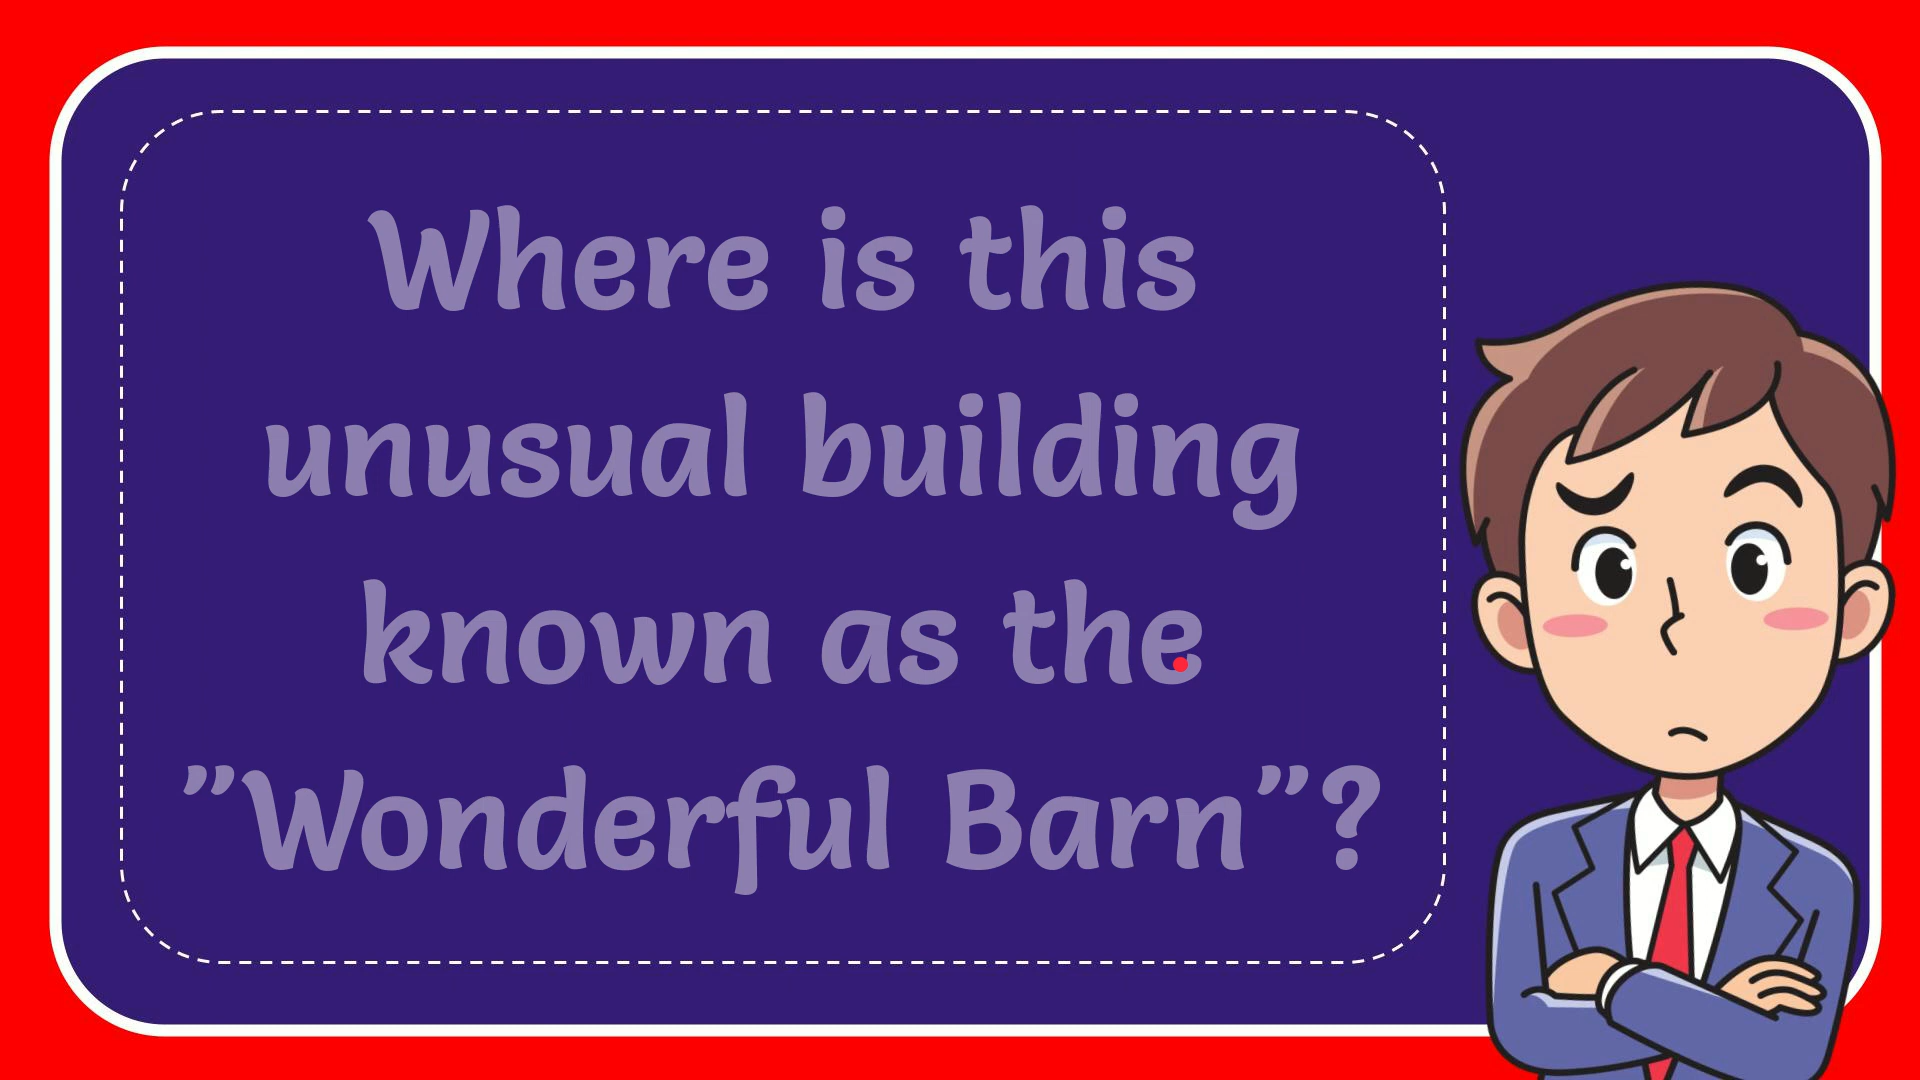 Where is this
unusual building
known as the
”Wonderful Barn”?